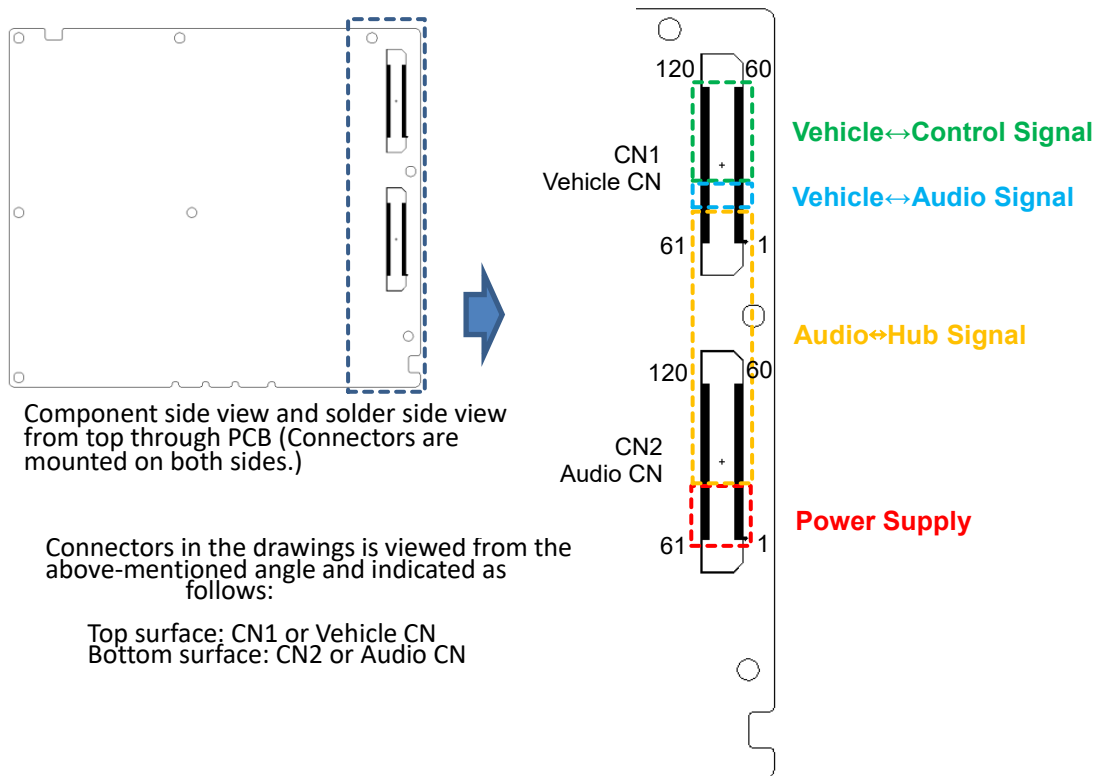 Component side view and solder side view
from top through PCB (Connectors are
mounted on both sides.)
Connectors in the drawings is viewed from the
above-mentioned angle and indicated as
follows:
Top surface: CN1 or Vehicle CN
Bottom surface: CN2 or Audio CN
120 60
CN1
Vehicle CN
61 1
120 60
CN2
Audio CN
61 1
Vehicle↔Control Signal
Vehicle↔Audio Signal
Audio↔Hub Signal
Power Supply